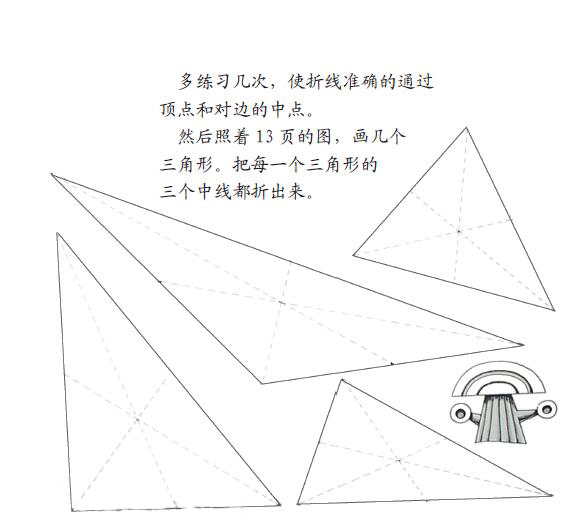 多练习几次，使折线准确的通过
顶点和对边的中点。
然后照着 13 页的图，画几个
三角形。把每一个三角形的
三个中线都折出来。